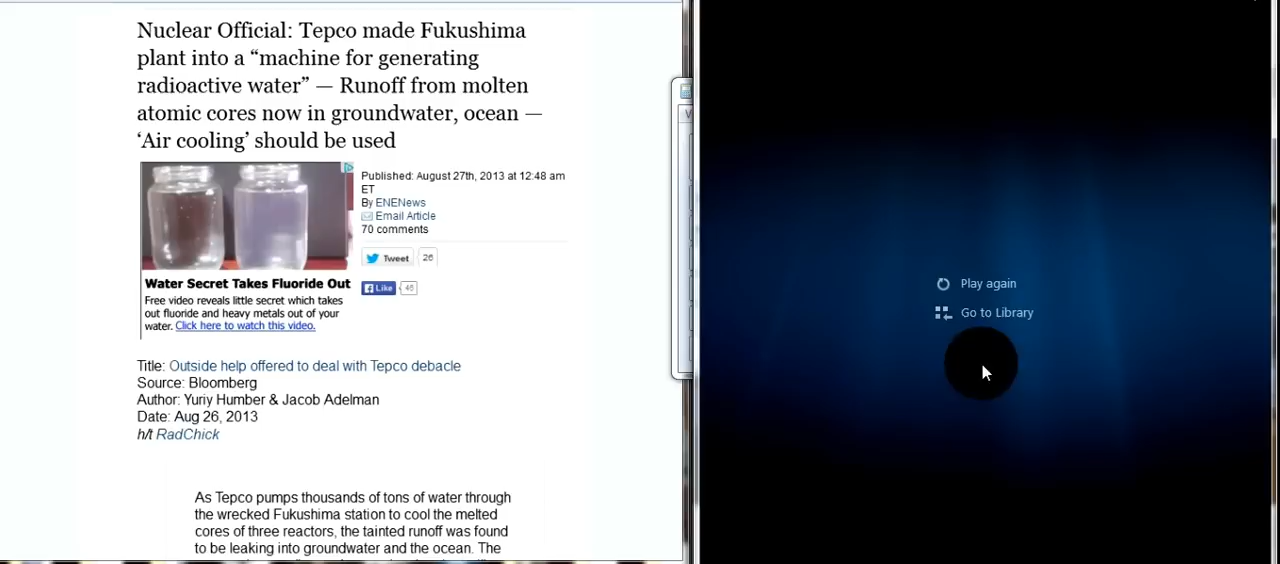 Nuclear Official: Tepco made Fukushima
plant into a “machine for generating
radioactive water” — Runoff from molten
atomic cores now in groundwater, ocean —
‘Air cooling’ should be used
Published: August 27th, 2013 at 12:48 am
ET
By ENENews
Email Article
70 comments
Tweet 26
Like 46
Water Secret Takes Fluoride Out
Free video reveals little secret which takes
out fluoride and heavy metals out of your
water. Click here to watch this video.
Title: Outside help offered to deal with Tepco debacle
Source: Bloomberg
Author: Yuriy Humber & Jacob Adelman
Date: Aug 26, 2013
h/t RadChick
As Tepco pumps thousands of tons of water through
the wrecked Fukushima station to cool the melted
cores of three reactors, the tainted runoff was found
to be leaking into groundwater and the ocean. The
V
Play again
Go to Library